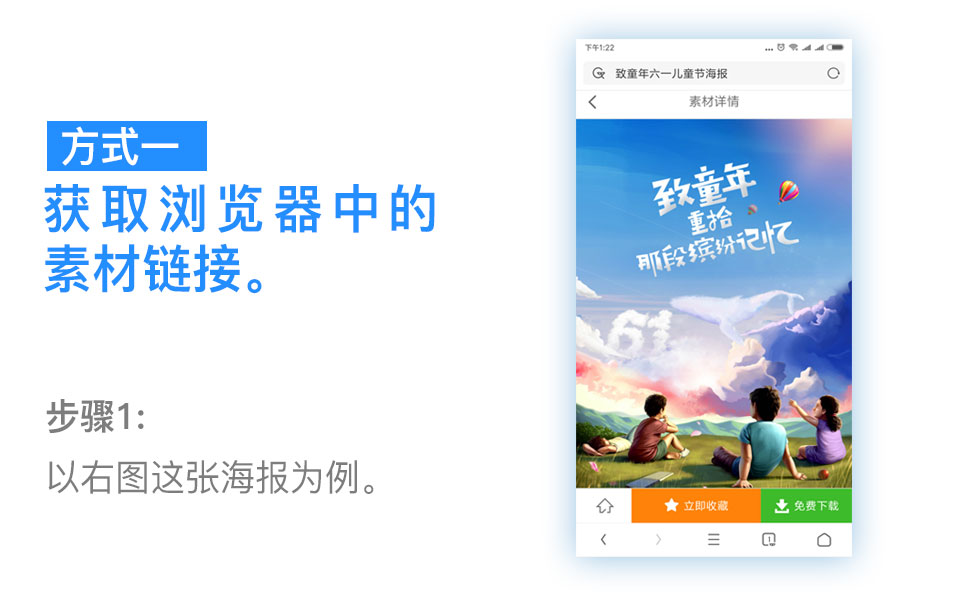 方式一
获取浏览器中的
素材链接。
步骤1:
以右图这张海报为例。
下午1:22
致童年六一儿童节海报
素材详情
致童年
重拾
那段缤纷记忆
61
立即收藏
免费下载
1